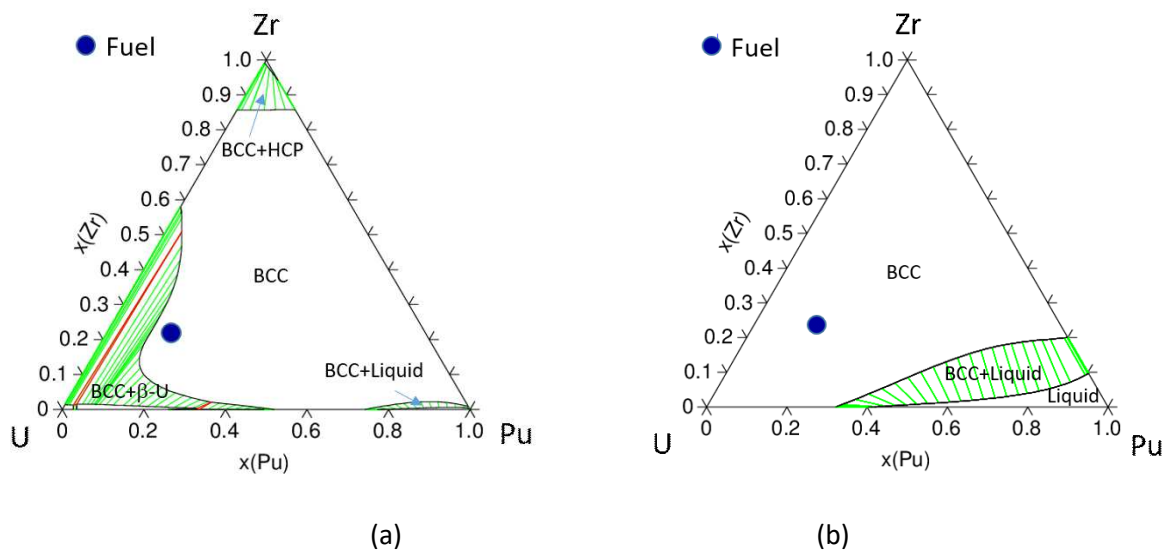 Zr
Fuel
1.0
0.9
0.8
BCC+HCP
0.7
0.6
x(Zr)
0.5
0.4
BCC
0.3
0.2
BCC+Liquid
0.1
BCC+β-U
0
U
0
0.2
0.4
0.6
0.8
1.0
Pu
x(Pu)
(a)
Zr
Fuel
1.0
0.9
0.8
0.7
0.6
x(Zr)
0.5
0.4
BCC
0.3
0.2
0.1
BCC+Liquid
Liquid
0
U
0
0.2
0.4
0.6
0.8
1.0
Pu
x(Pu)
(b)